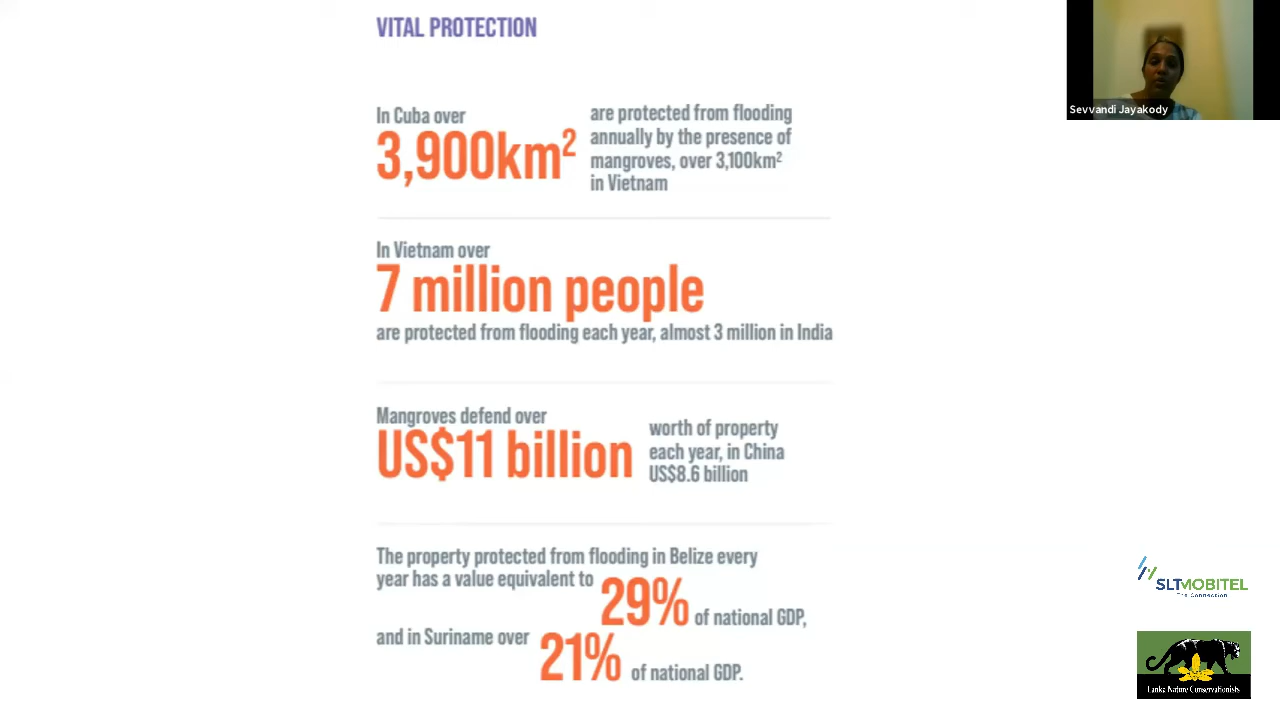 VITAL PROTECTION
Sevvandi Jayakody
In Cuba over
3,900km²
are protected from flooding
annually by the presence of
mangroves, over 3,100km²
in Vietnam
In Vietnam over
7 million people
are protected from flooding each year, almost 3 million in India
Mangroves defend over
US$11 billion
worth of property
each year, in China
US$8.6 billion
The property protected from flooding in Belize every
year has a value equivalent to
29% of national GDP,
and in Suriname over
21% of national GDP.
SLTMOBITEL
The Connection
Lanka Nature Conservationists